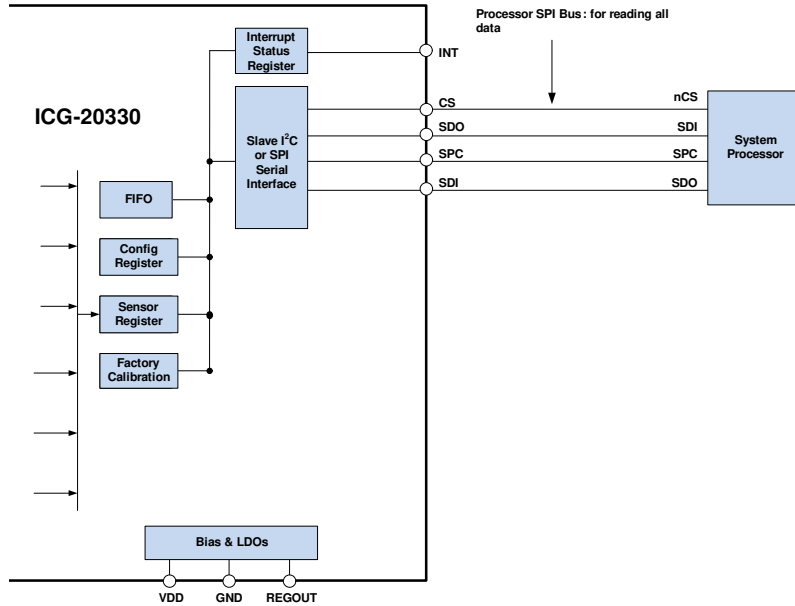 Processor SPI Bus: for reading all
data
Interrupt
Status
Register
INT
ICG-20330
CS
nCS
SDO
SDI
Slave I²C
or SPI
Serial
Interface
System
Processor
SPC
SPC
SDI
SDO
FIFO
Config
Register
Sensor
Register
Factory
Calibration
Bias & LDOs
VDD
GND
REGOUT